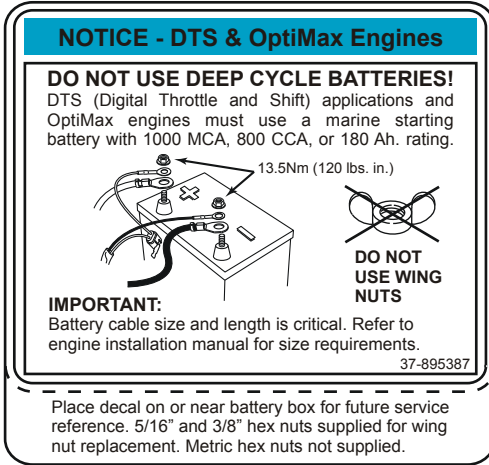 NOTICE - DTS & OptiMax Engines
DO NOT USE DEEP CYCLE BATTERIES!
DTS (Digital Throttle and Shift) applications and
OptiMax engines must use a marine starting
battery with 1000 MCA, 800 CCA, or 180 Ah. rating.
13.5Nm (120 lbs. in.)
DO NOT
USE WING
NUTS
IMPORTANT:
Battery cable size and length is critical. Refer to
engine installation manual for size requirements.
37-895387
Place decal on or near battery box for future service
reference. 5/16” and 3/8” hex nuts supplied for wing
nut replacement. Metric hex nuts not supplied.